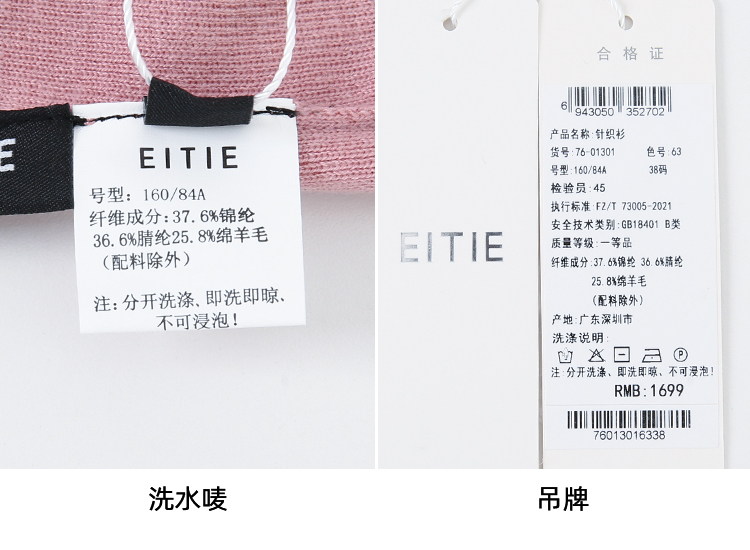 E
EITIE
号型：160/84A
纤维成分:37.6%锦纶
36.6%腈纶25.8%绵羊毛
（配料除外）
注:分开洗涤、即洗即晾、
不可浸泡!
洗水唛
EITIE
合格证
6 943050 352702
产品名称:针织衫
货号:76-01301 色号:63
号型:160/84A 38码
检验员:45
执行标准:FZ/T 73005-2021
安全技术类别:GB18401 B类
质量等级:一等品
纤维成分:37.6%锦纶 36.6%腈纶
25.8%绵羊毛
（配料除外）
产地:广东深圳市
洗涤说明:
注:分开洗涤、即洗即晾、不可浸泡!
RMB:1699
76013016338
吊牌